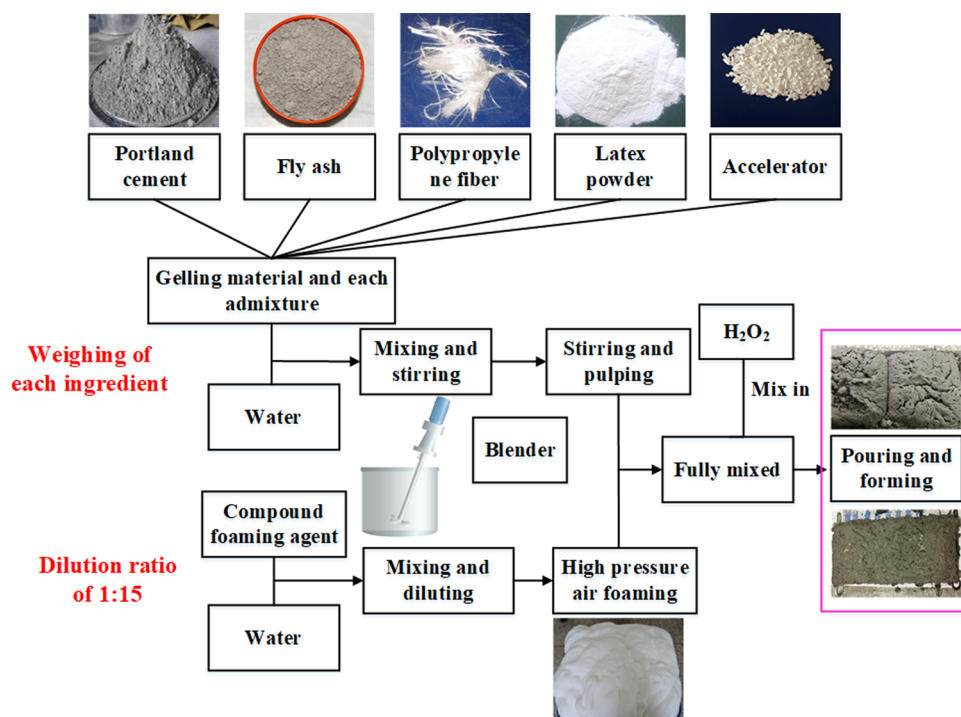 Portland
cement
Fly ash
Polypropyle
ne fiber
Latex
powder
Accelerator
Gelling material and each
admixture
Weighing of
each ingredient
Mixing and
stirring
Stirring and
pulping
H₂O₂
Mix in
Water
Blender
Fully mixed
Pouring and
forming
Compound
foaming agent
Dilution ratio
of 1:15
Mixing and
diluting
High pressure
air foaming
Water